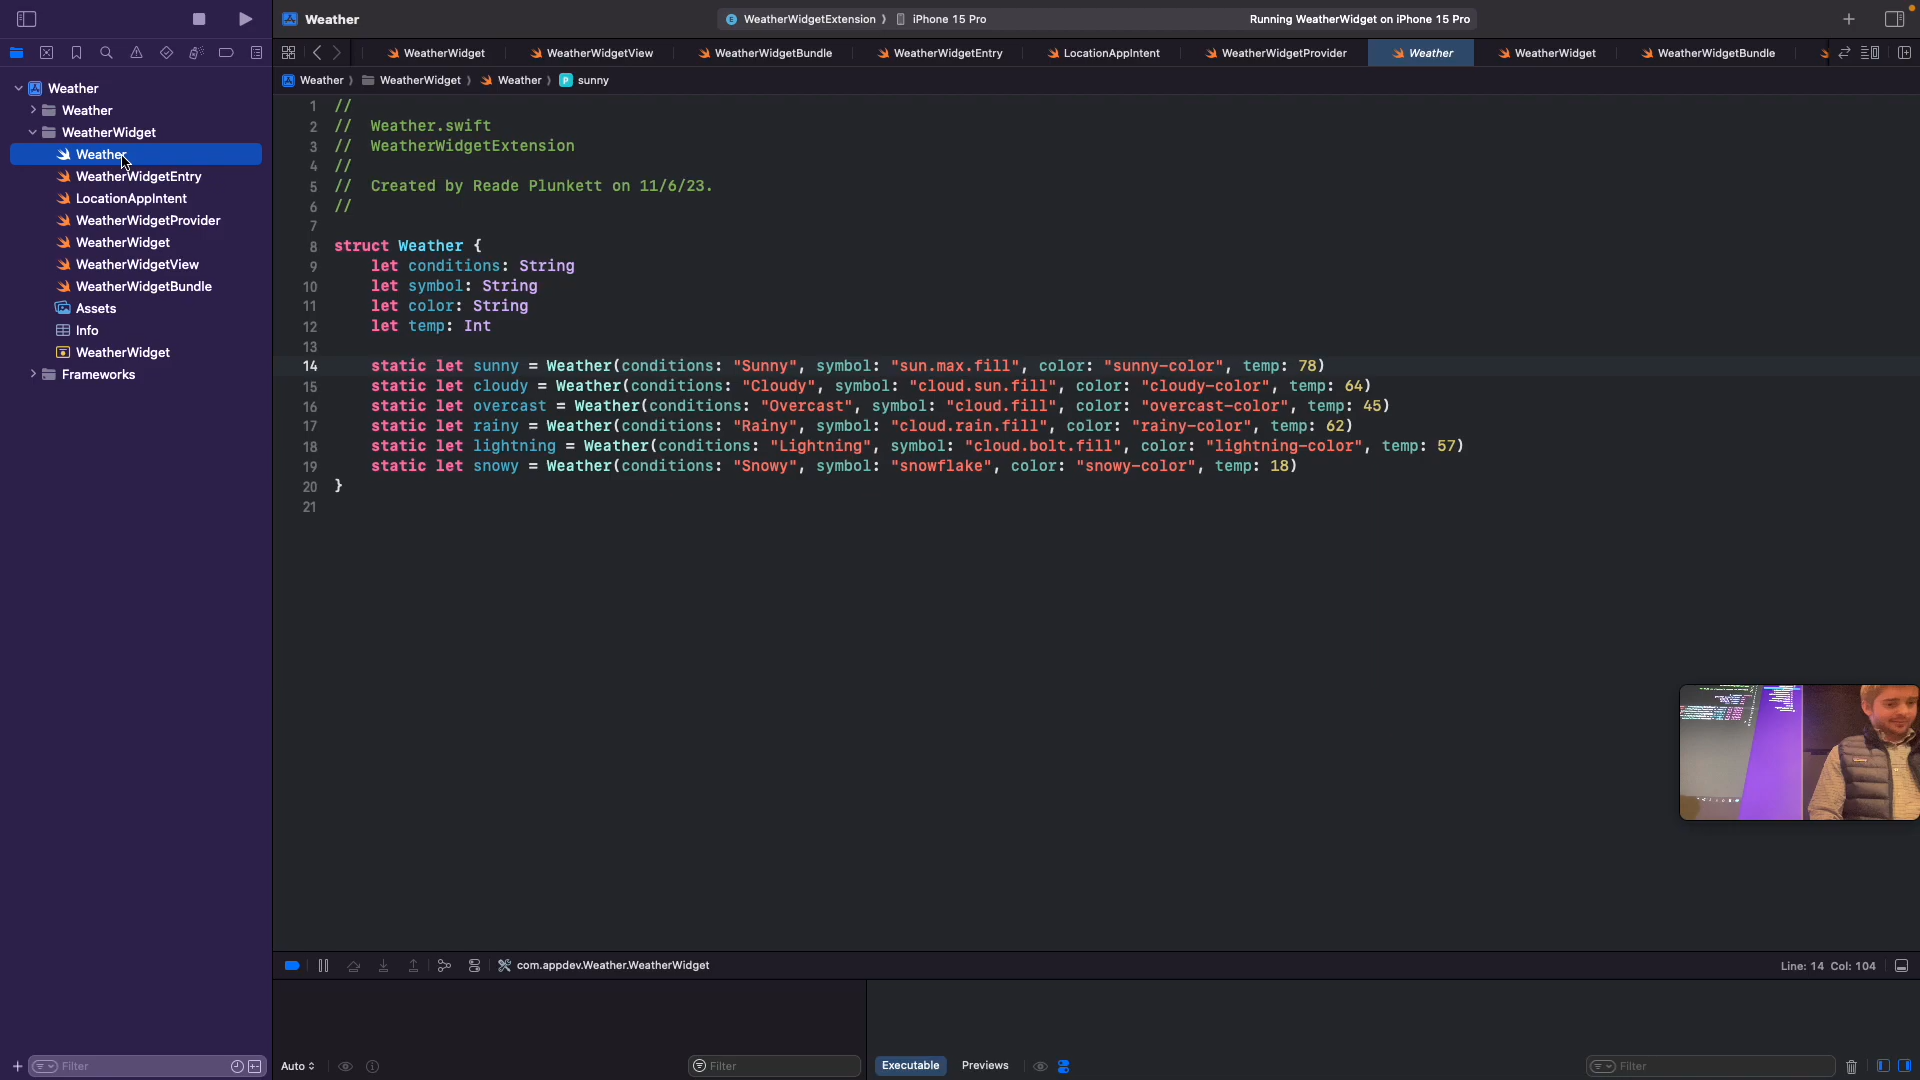 Weather
WeatherWidgetExtension
iPhone 15 Pro
Running WeatherWidget on iPhone 15 Pro
WeatherWidget
WeatherWidgetView
WeatherWidgetBundle
WeatherWidgetEntry
LocationAppIntent
WeatherWidgetProvider
Weather
WeatherWidget
WeatherWidgetBundle
Weather
WeatherWidget
Weather
P sunny
Weather
Weather
WeatherWidget
Weather
WeatherWidgetEntry
LocationAppIntent
WeatherWidgetProvider
WeatherWidget
WeatherWidgetView
WeatherWidgetBundle
Assets
Info
WeatherWidget
Frameworks
1 //
2 //  Weather.swift
3 //  WeatherWidgetExtension
4 //
5 //  Created by Reade Plunkett on 11/6/23.
6 //
7
8 struct Weather {
9     let conditions: String
10     let symbol: String
11     let color: String
12     let temp: Int
13
14     static let sunny = Weather(conditions: "Sunny", symbol: "sun.max.fill", color: "sunny-color", temp: 78)
15     static let cloudy = Weather(conditions: "Cloudy", symbol: "cloud.sun.fill", color: "cloudy-color", temp: 64)
16     static let overcast = Weather(conditions: "Overcast", symbol: "cloud.fill", color: "overcast-color", temp: 45)
17     static let rainy = Weather(conditions: "Rainy", symbol: "cloud.rain.fill", color: "rainy-color", temp: 62)
18     static let lightning = Weather(conditions: "Lightning", symbol: "cloud.bolt.fill", color: "lightning-color", temp: 57)
19     static let snowy = Weather(conditions: "Snowy", symbol: "snowflake", color: "snowy-color", temp: 18)
20 }
21
com.appdev.Weather.WeatherWidget
Line: 14 Col: 104
Filter
Auto
Filter
Executable
Previews
Filter